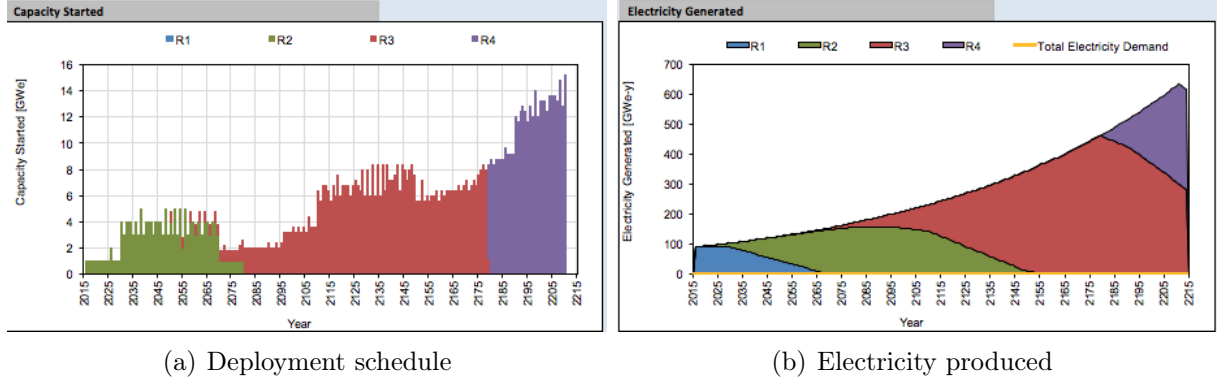 Capacity Started
R1 R2 R3 R4
Capacity Started [GWe]
16
14
12
10
8
6
4
2
0
2015 2025 2035 2045 2055 2065 2075 2085 2095 2105 2115 2125 2135 2145 2155 2165 2175 2185 2195 2205 2215
Year
(a) Deployment schedule
Electricity Generated
R1 R2 R3 R4 Total Electricity Demand
Electricity Generated [GWe-y]
700
600
500
400
300
200
100
0
2015 2025 2035 2045 2055 2065 2075 2085 2095 2105 2115 2125 2135 2145 2155 2165 2175 2185 2195 2205 2215
Year
(b) Electricity produced